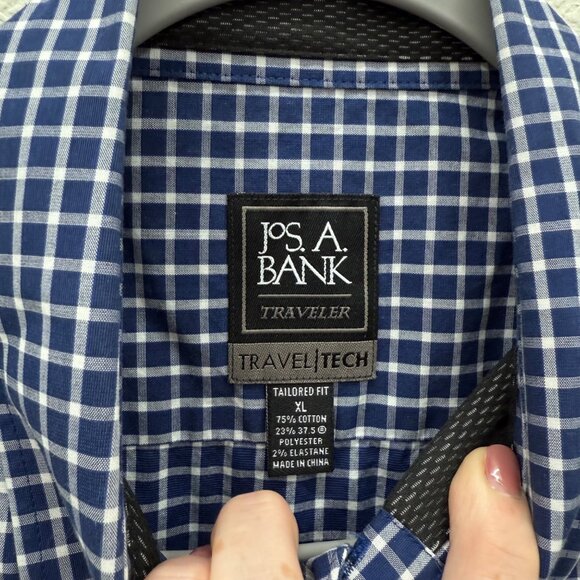 JOS. A.
BANK
TRAVELER
TRAVEL|TECH
TAILORED FIT
XL
75% COTTON
23% 37.5 ®
POLYESTER
2% ELASTANE
MADE IN CHINA